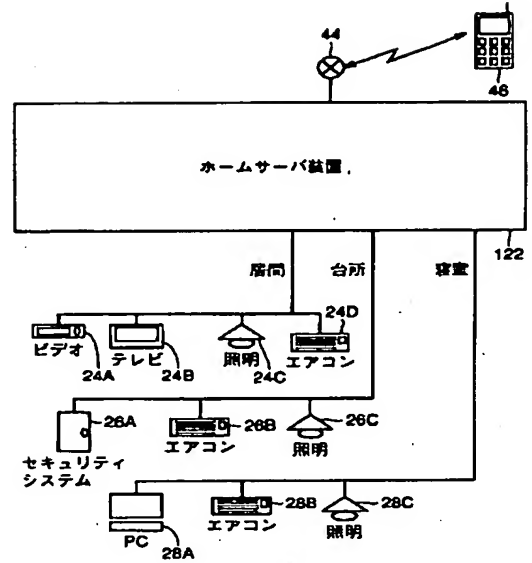 44
46
ホームサーバ装置
122
居間
台所
寝室
ビデオ
24A
テレビ
24B
照明
24C
エアコン
24D
セキュリティ
システム
26A
エアコン
26B
照明
26C
PC
28A
エアコン
28B
照明
28C